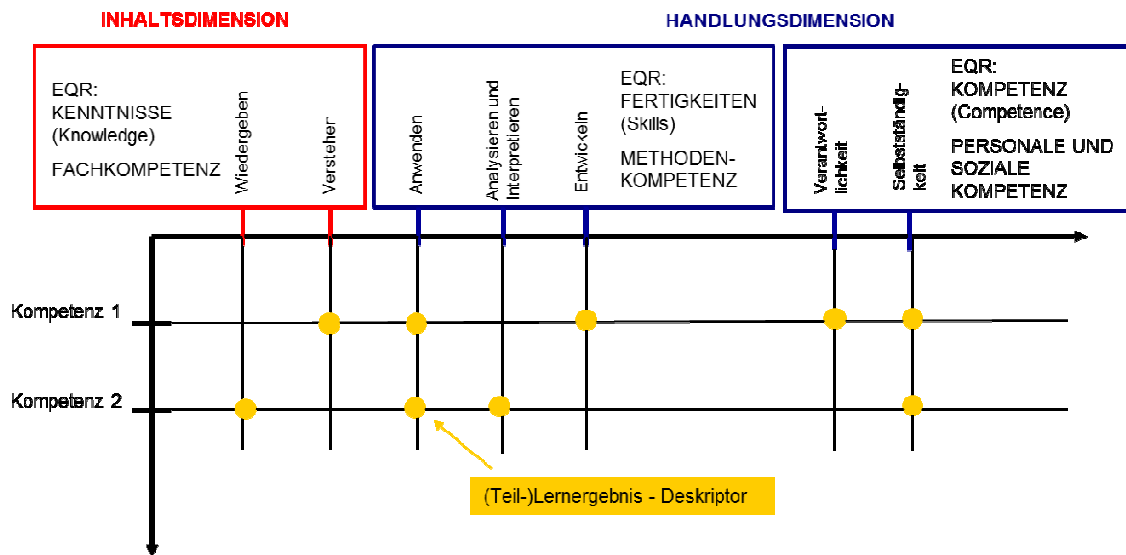 INHALTSDIMENSION
HANDLUNGSDIMENSION
EQR:
KENNTNISSE
(Knowledge)
FACHKOMPETENZ
Wiedergeben
Verstehen
Anwenden
Analysieren und
Interpretieren
Entwickeln
EQR:
FERTIGKEITEN
(Skills)
METHODEN-
KOMPETENZ
Verantwort-
lichkeit
Selbstständig-
keit
EQR:
KOMPETENZ
(Competence)
PERSONALE UND
SOZIALE
KOMPETENZ
Kompetenz 1
Kompetenz 2
(Teil-)Lernergebnis - Deskriptor